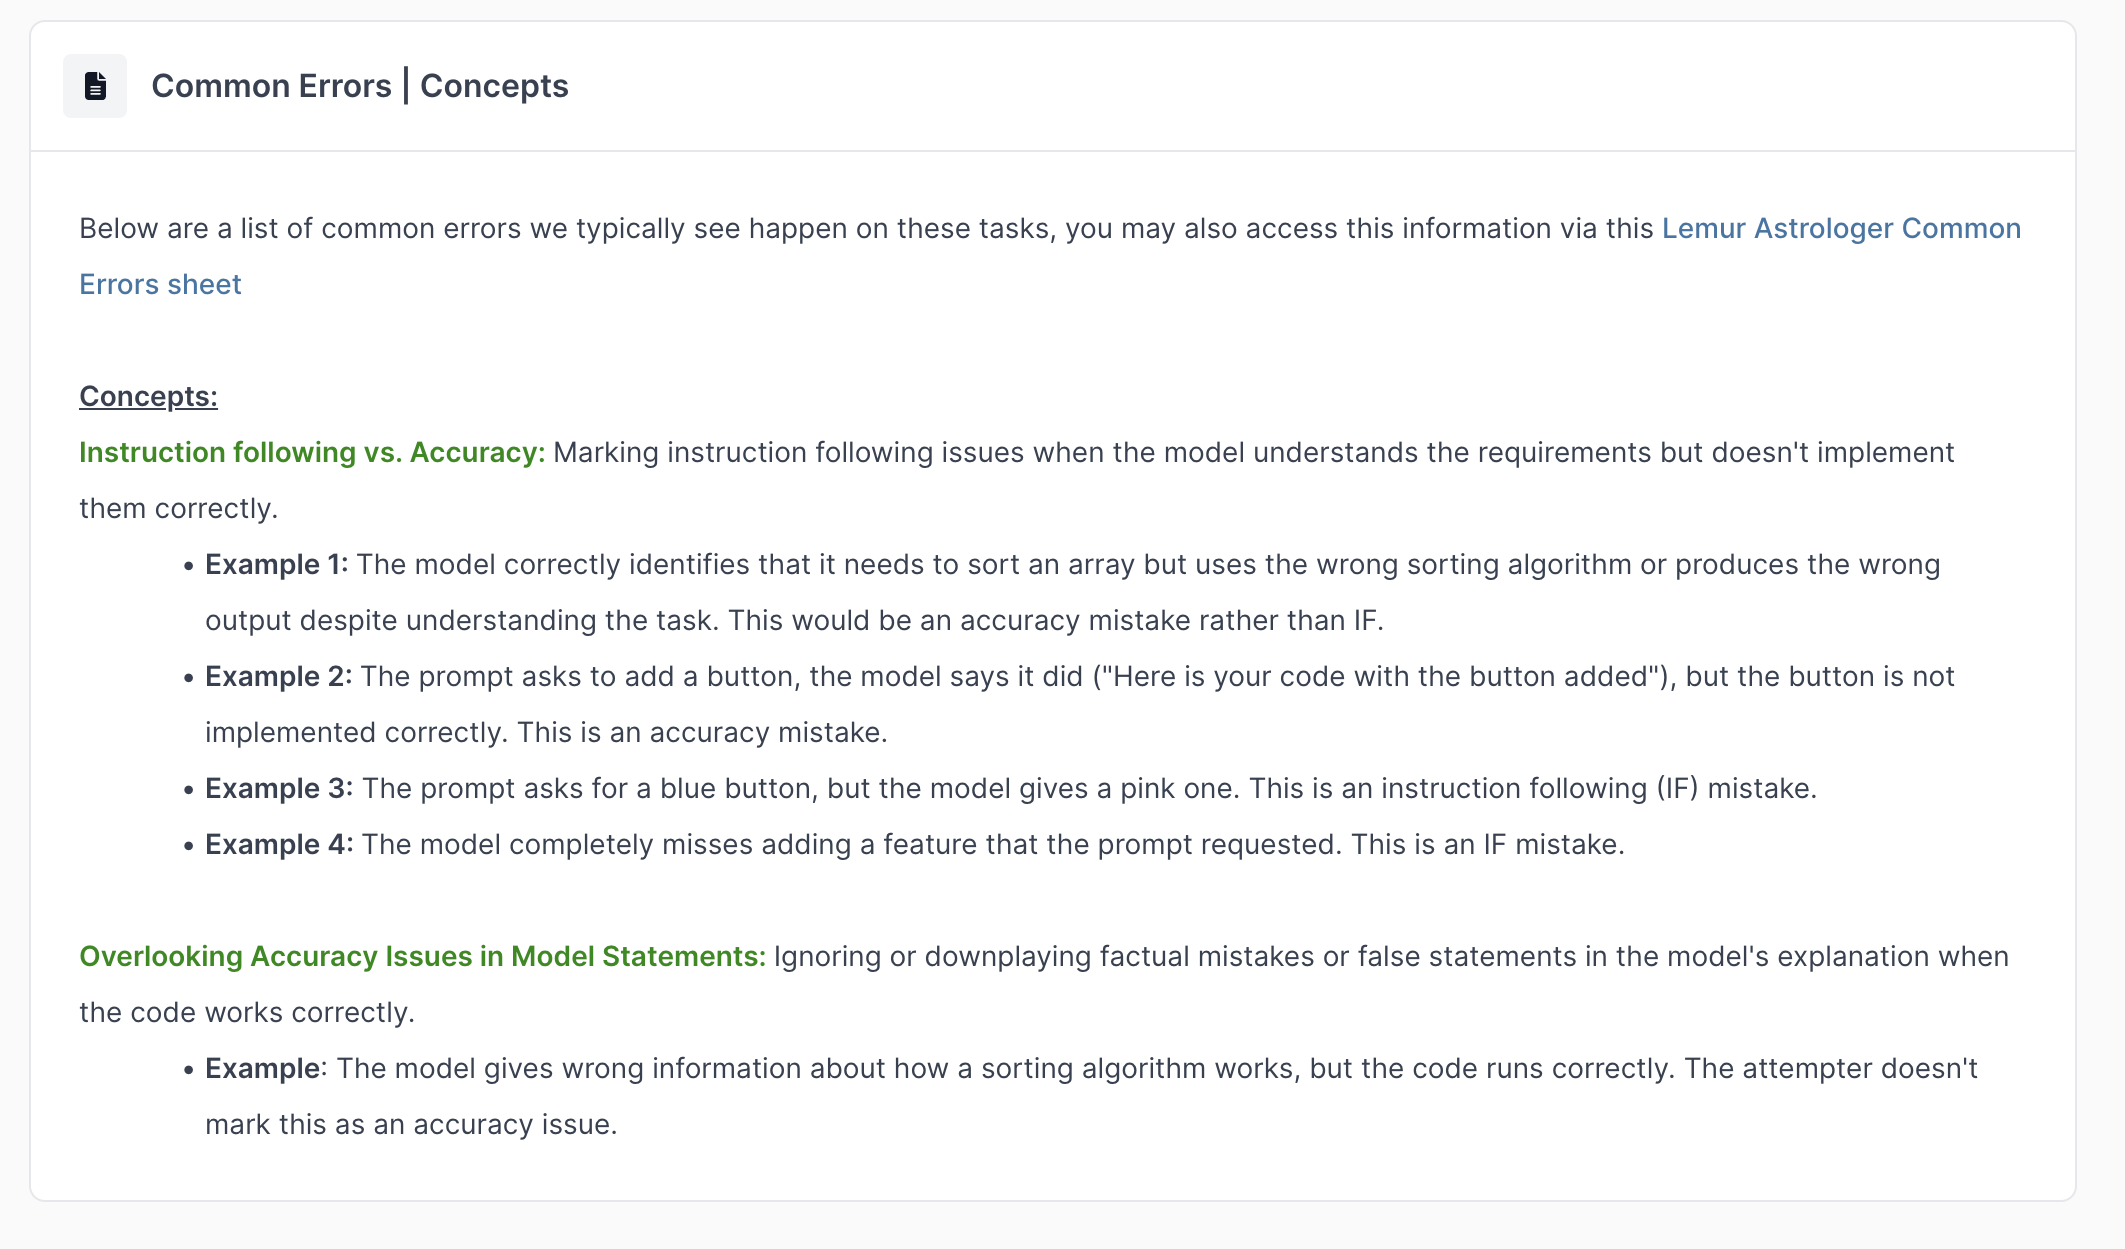 Common Errors | Concepts
Below are a list of common errors we typically see happen on these tasks, you may also access this information via this Lemur Astrologer Common
Errors sheet
Concepts:
Instruction following vs. Accuracy: Marking instruction following issues when the model understands the requirements but doesn't implement
them correctly.
• Example 1: The model correctly identifies that it needs to sort an array but uses the wrong sorting algorithm or produces the wrong
output despite understanding the task. This would be an accuracy mistake rather than IF.
• Example 2: The prompt asks to add a button, the model says it did ("Here is your code with the button added"), but the button is not
implemented correctly. This is an accuracy mistake.
• Example 3: The prompt asks for a blue button, but the model gives a pink one. This is an instruction following (IF) mistake.
• Example 4: The model completely misses adding a feature that the prompt requested. This is an IF mistake.
Overlooking Accuracy Issues in Model Statements: Ignoring or downplaying factual mistakes or false statements in the model's explanation when
the code works correctly.
• Example: The model gives wrong information about how a sorting algorithm works, but the code runs correctly. The attempter doesn't
mark this as an accuracy issue.